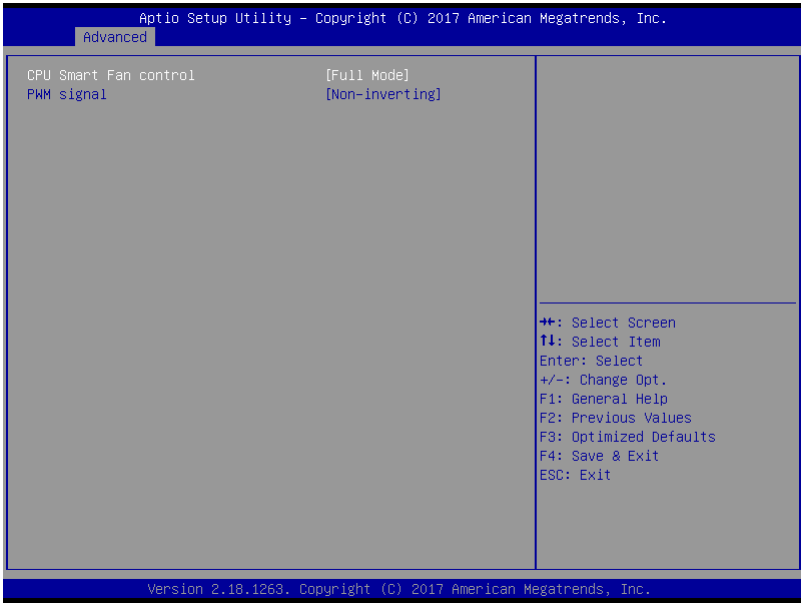 Aptio Setup Utility – Copyright (C) 2017 American Megatrends, Inc.
Advanced
CPU Smart Fan control [Full Mode]
PWM signal [Non-inverting]
→←: Select Screen
↑↓: Select Item
Enter: Select
+/-: Change Opt.
F1: General Help
F2: Previous Values
F3: Optimized Defaults
F4: Save & Exit
ESC: Exit
Version 2.18.1263. Copyright (C) 2017 American Megatrends, Inc.